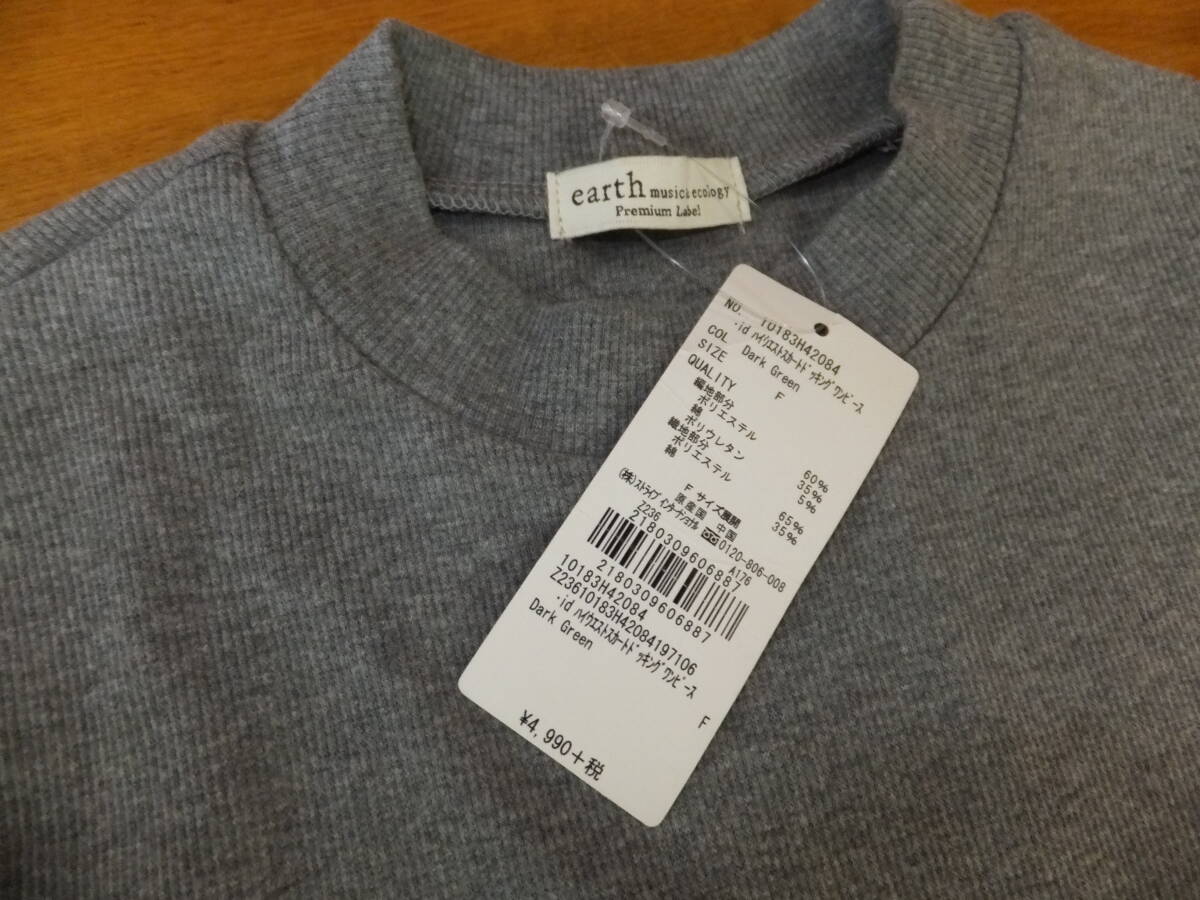 earth music&ecology
Premium Label
NO. 10183H42084
.id ﾊｲｳｴｽﾄｽｶｰﾄﾄﾞｯｷﾝｸﾞﾜﾝﾋﾟｰｽ
COL Dark Green
SIZE F
QUALITY
編地部分
ポリエステル 60%
綿 35%
ポリウレタン 5%
織地部分
ポリエステル 65%
綿 35%
F サイズ展開
原産国 中国
(株)ｽﾄﾗｲﾌﾟ ｲﾝﾀｰﾅｼｮﾅﾙ 0120-806-008
Z236 A176
2180309606887
2180309606887
10183H42084
Z23610183H42084197106
.id ﾊｲｳｴｽﾄｽｶｰﾄﾄﾞｯｷﾝｸﾞﾜﾝﾋﾟｰｽ
Dark Green F
¥4,990+税